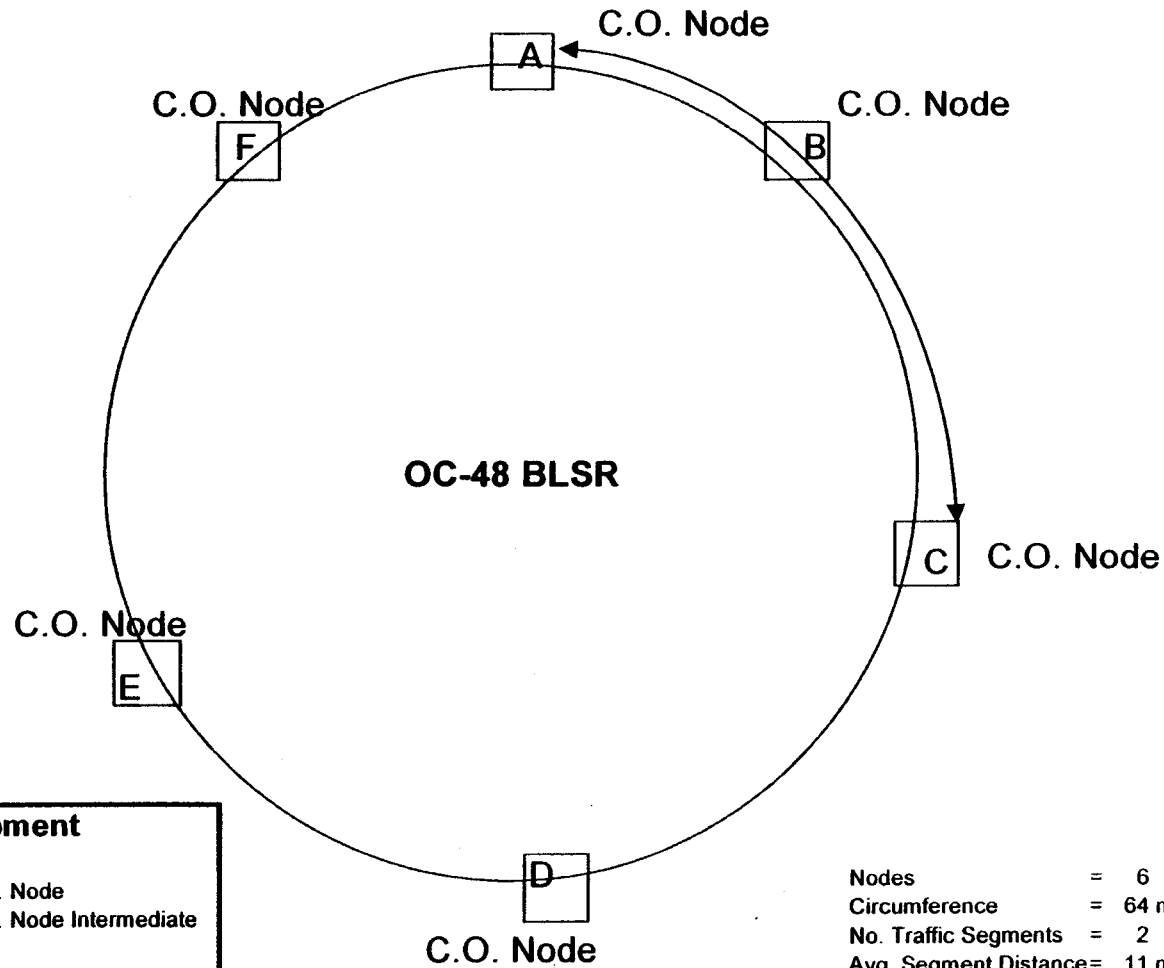 C.O. Node
A
C.O. Node
B
C.O. Node
F
OC-48 BLSR
C
C.O. Node
C.O. Node
E
D
C.O. Node
Node
Node Intermediate
Nodes = 6
Circumference = 64
No. Traffic Segments = 2
Avg. Segment Distance = 11